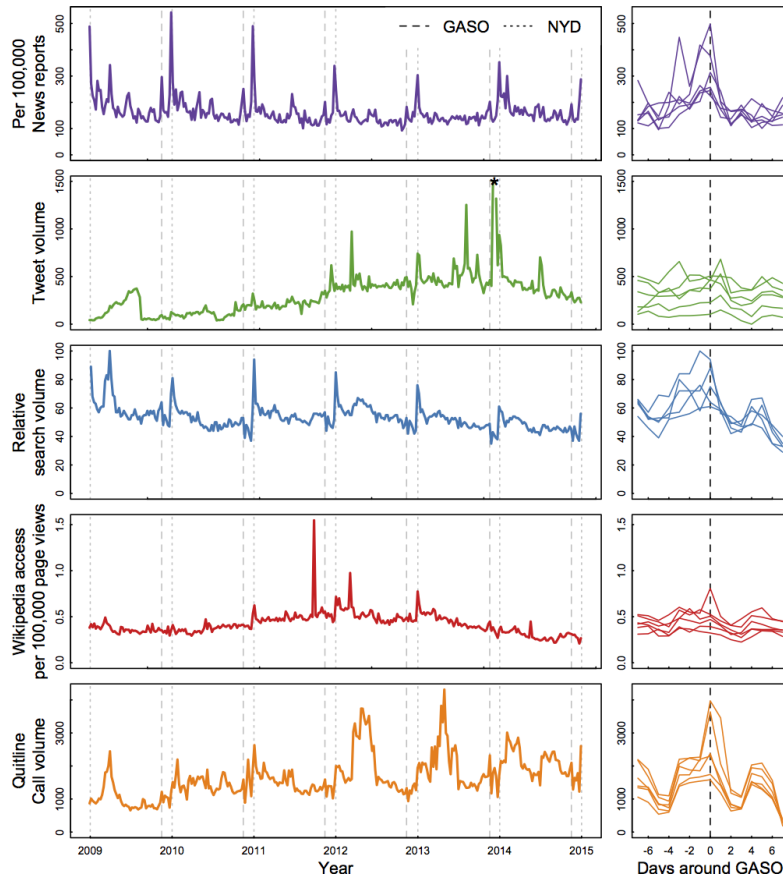 GASO NYD
Per 100,000
News reports
500
300
100
0
Tweet volume
1500
*
500
0
Relative
search volume
100
80
60
40
20
0
Wikipedia access
per 100,000 page views
1.5
1.0
0.5
0.0
Quitline
Call volume
3000
1000
0
2009 2010 2011 2012 2013 2014 2015
Year
-6 -4 -2 0 2 4 6
Days around GASO